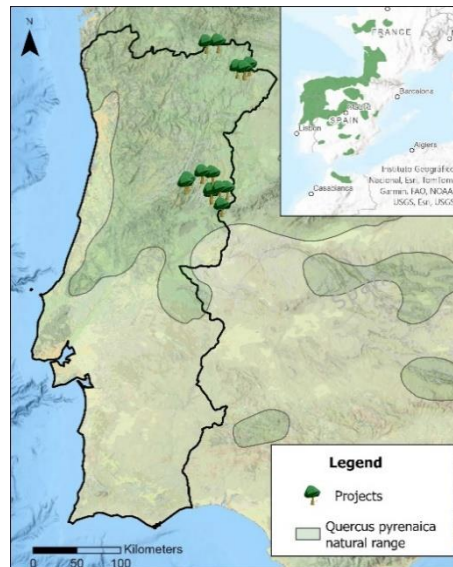 N
FRANCE
Barcelona
SPAIN
Lisbon
Algiers
Casablanca
Instituto Geográfico
Nacional, Esri, TomTom,
Garmin, FAO, NOAA,
USGS, Esri, USGS
Legend
Projects
Quercus pyrenaica
natural range
Kilometers
0 50 100